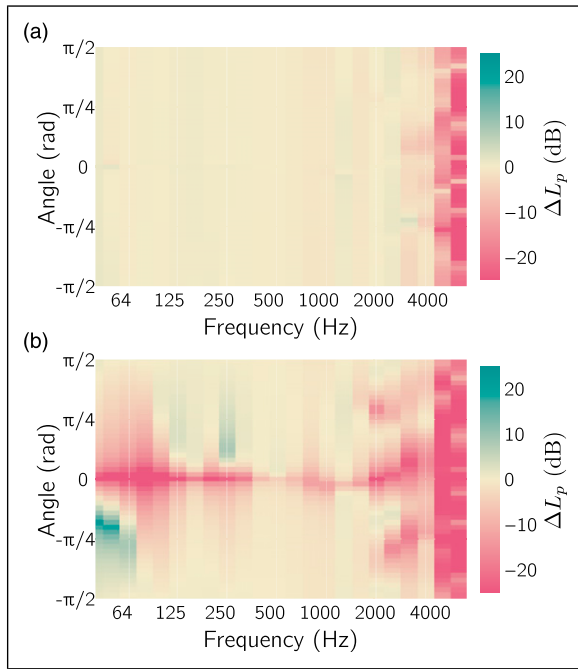 (a)
π/2
π/4
0
-π/4
-π/2
Angle (rad)
64 125 250 500 1000 2000 4000
Frequency (Hz)
20
10
0
−10
−20
ΔLp (dB)
(b)
π/2
π/4
0
-π/4
-π/2
Angle (rad)
64 125 250 500 1000 2000 4000
Frequency (Hz)
20
10
0
−10
−20
ΔLp (dB)